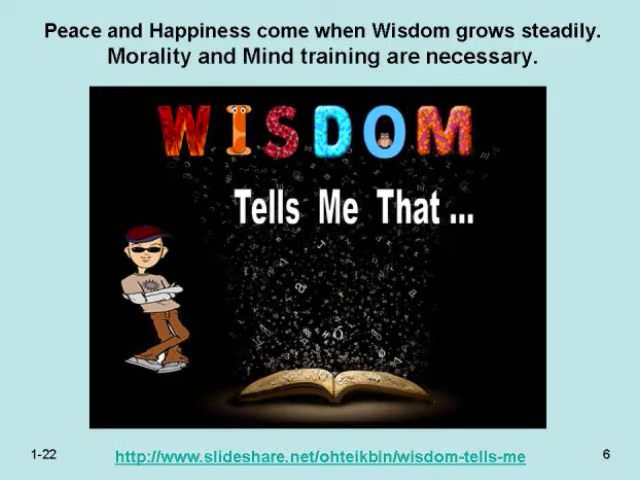 Peace and Happiness come when Wisdom grows steadily.
Morality and Mind training are necessary.
WISDOM
Tells Me That ...
1-22
http://www.slideshare.net/ohteikbin/wisdom-tells-me
6